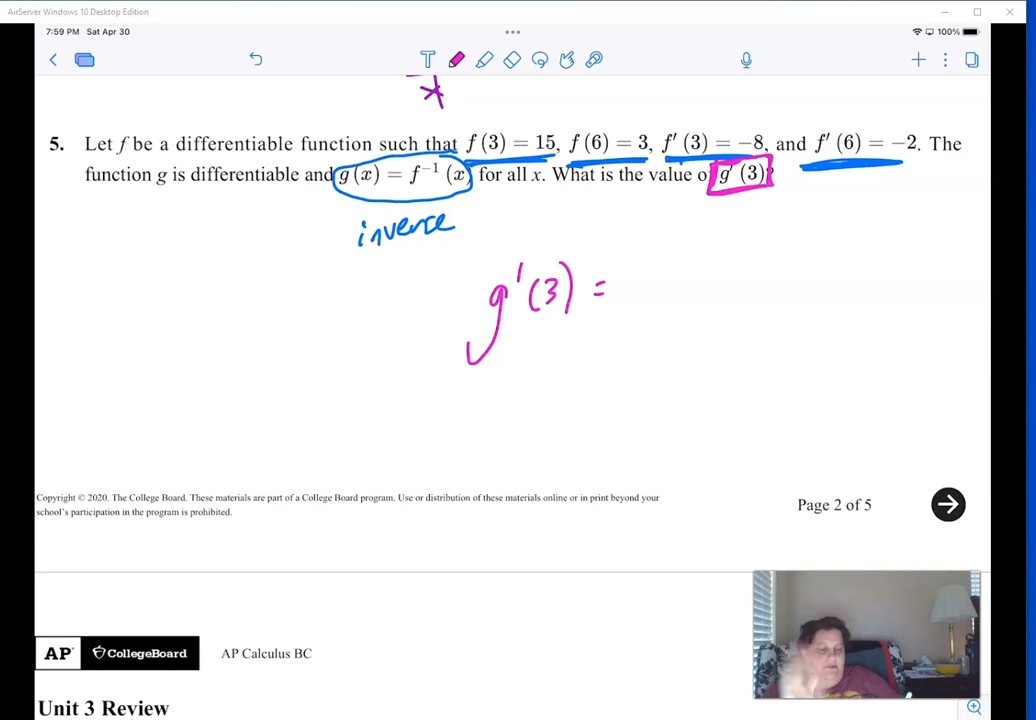 AirServer Windows 10 Desktop Edition
7:59 PM Sat Apr 30
100%
5. Let f be a differentiable function such that f (3) = 15, f (6) = 3, f′ (3) = −8, and f′ (6) = −2. The
function g is differentiable and g (x) = f⁻¹ (x) for all x. What is the value of g′ (3)?
inverse
g'(3) =
Copyright © 2020. The College Board. These materials are part of a College Board program. Use or distribution of these materials online or in print beyond your
school's participation in the program is prohibited.
Page 2 of 5
AP CollegeBoard AP Calculus BC
Unit 3 Review